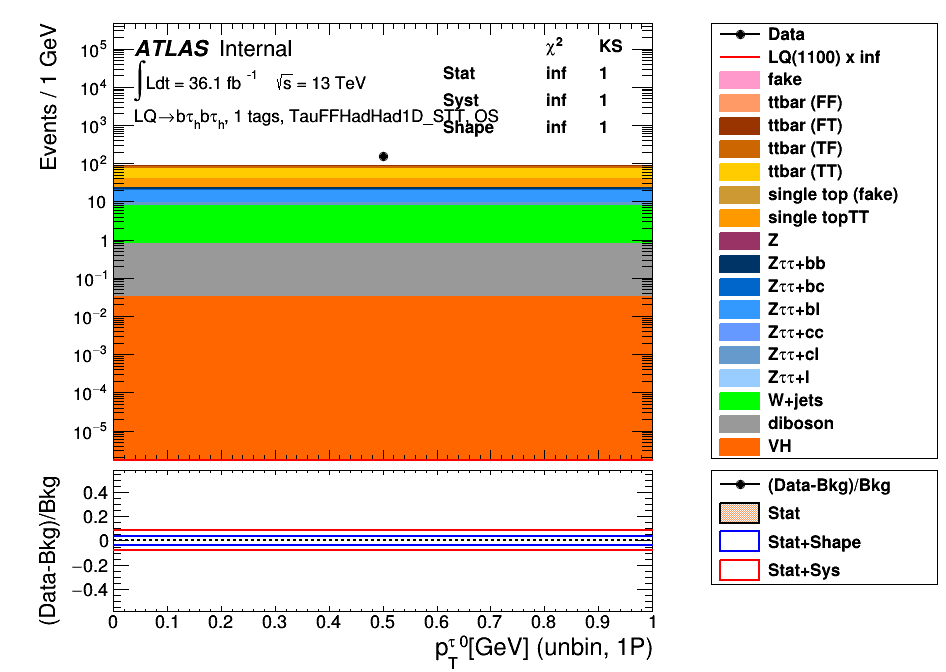 ATLAS Internal
∫Ldt = 36.1 fb⁻¹ √s = 13 TeV
LQ→bτ_h bτ_h, 1 tags, TauFFHadHad1D_STT, OS
χ² KS
Stat inf 1
Syst inf 1
Shape inf 1
Events / 1 GeV
10⁵
10⁴
10³
10²
10
1
10⁻¹
10⁻²
10⁻³
10⁻⁴
10⁻⁵
Data
LQ(1100) x inf
fake
ttbar (FF)
ttbar (FT)
ttbar (TF)
ttbar (TT)
single top (fake)
single topTT
Z
Zττ+bb
Zττ+bc
Zττ+bl
Zττ+cc
Zττ+cl
Zττ+l
W+jets
diboson
VH
(Data-Bkg)/Bkg
0.4
0.2
0
−0.2
−0.4
0 0.1 0.2 0.3 0.4 0.5 0.6 0.7 0.8 0.9 1
p_T^τ0[GeV] (unbin, 1P)
(Data-Bkg)/Bkg
Stat
Stat+Shape
Stat+Sys